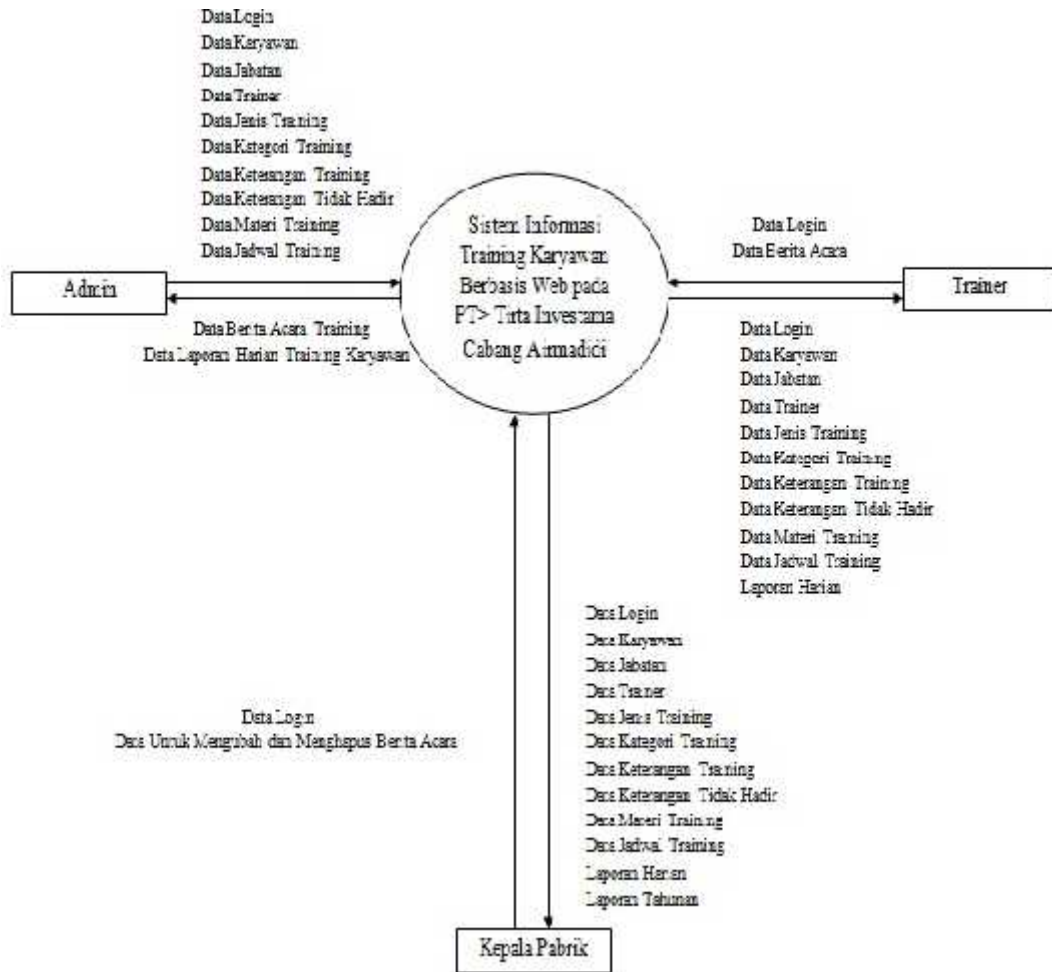 Data Login
Data Karyawan
Data Jabatan
Data Trainer
Data Jenis Training
Data Kategori Training
Data Keterangan Training
Data Keterangan Tidak Hadir
Data Materi Training
Data Jadwal Training
Admin
Data Berita Acara Training
Data Laporan Harian Training Karyawan
Sistem Informasi
Training Karyawan
Berbasis Web pada
PT> Tirta Investama
Cabang Airmadidi
Data Login
Data Berita Acara
Trainer
Data Login
Data Karyawan
Data Jabatan
Data Trainer
Data Jenis Training
Data Kategori Training
Data Keterangan Training
Data Keterangan Tidak Hadir
Data Materi Training
Data Jadwal Training
Laporan Harian
Data Login
Data Untuk Mengubah dan Menghapus Berita Acara
Data Login
Data Karyawan
Data Jabatan
Data Trainer
Data Jenis Training
Data Kategori Training
Data Keterangan Training
Data Keterangan Tidak Hadir
Data Materi Training
Data Jadwal Training
Laporan Harian
Laporan Tahunan
Kepala Pabrik